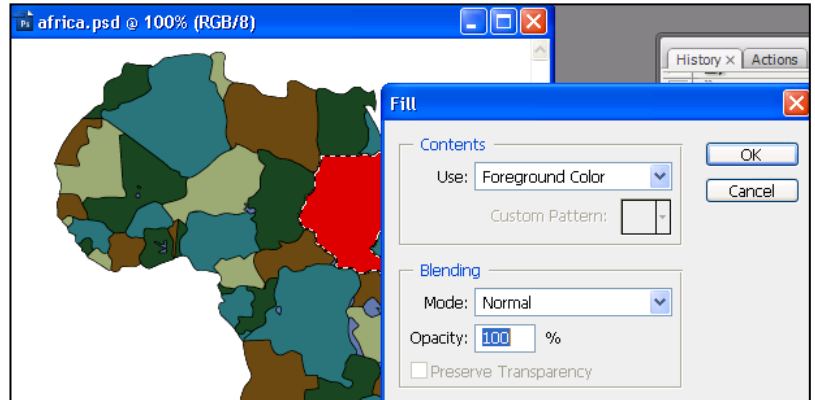 Ps africa.psd @ 100% (RGB/8)
History × Actions
Fill
Contents
Use: Foreground Color
OK
Custom Pattern:
Cancel
Blending
Mode: Normal
Opacity: 100 %
Preserve Transparency